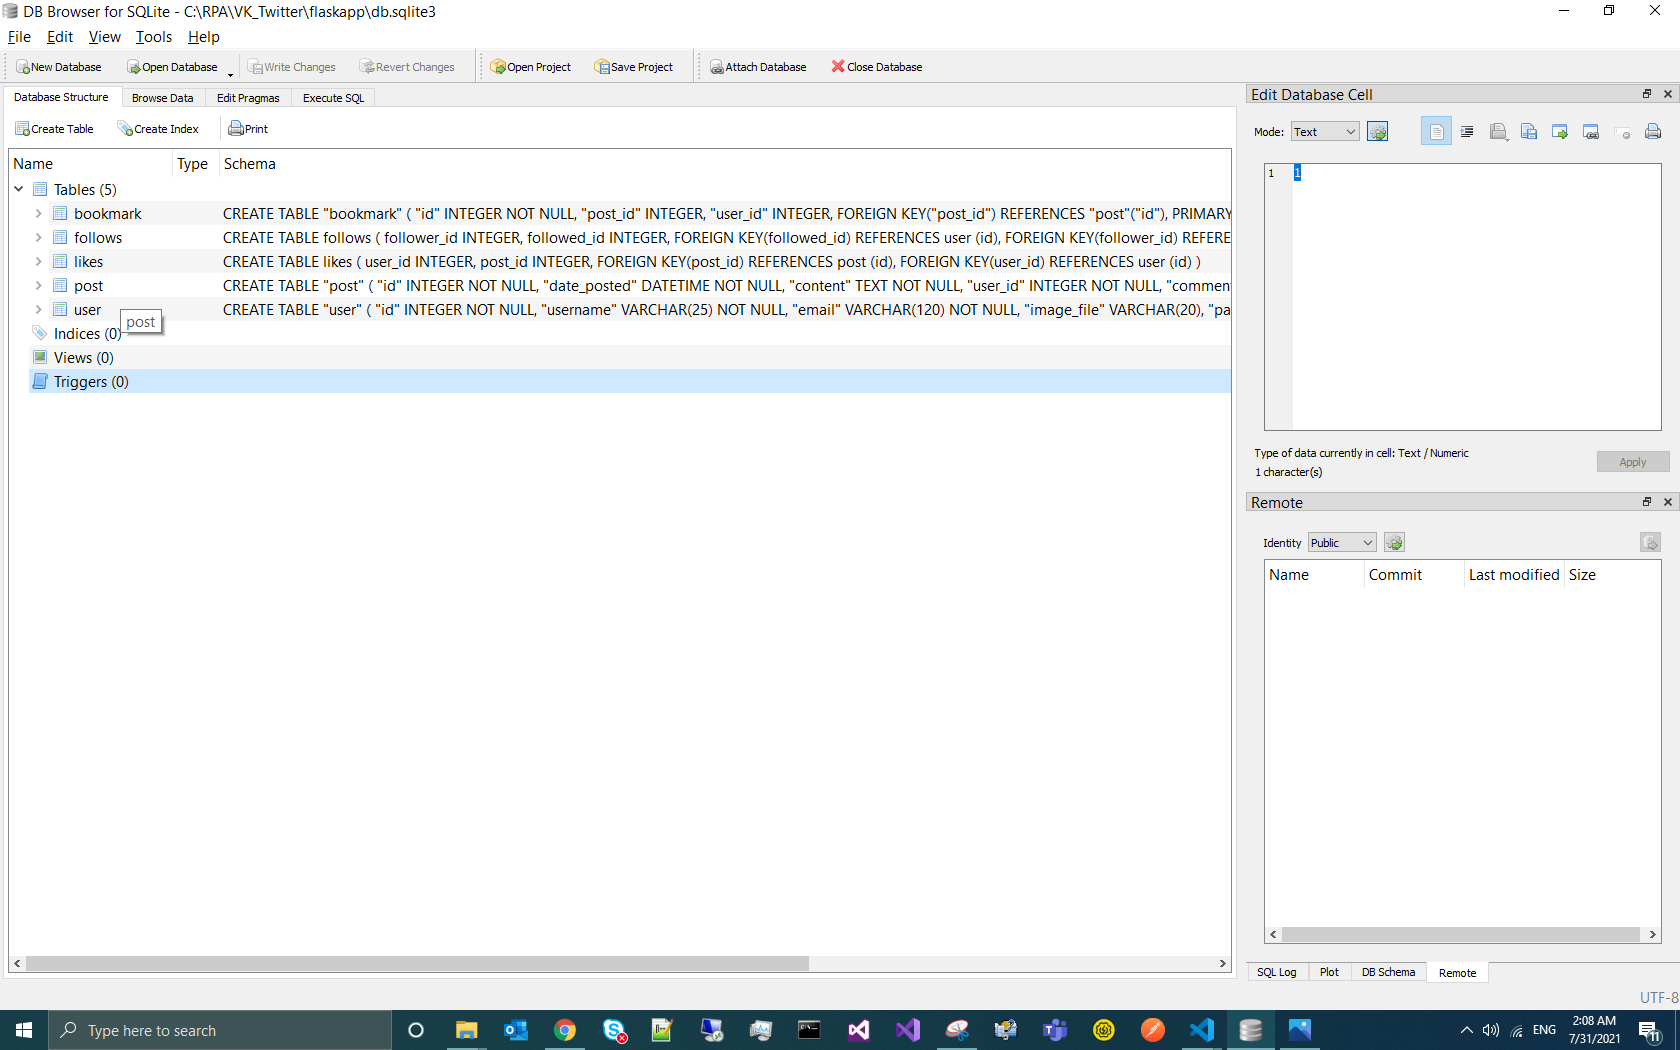 DB Browser for SQLite - C:\RPA\VK_Twitter\flaskapp\db.sqlite3
File Edit View Tools Help
New Database Open Database Write Changes Revert Changes Open Project Save Project Attach Database Close Database
Database Structure Browse Data Edit Pragmas Execute SQL
Create Table Create Index Print
Name Type Schema
Tables (5)
bookmark CREATE TABLE "bookmark" ( "id" INTEGER NOT NULL, "post_id" INTEGER, "user_id" INTEGER, FOREIGN KEY("post_id") REFERENCES "post"("id"), PRIMARY
follows CREATE TABLE follows ( follower_id INTEGER, followed_id INTEGER, FOREIGN KEY(followed_id) REFERENCES user (id), FOREIGN KEY(follower_id) REFERE
likes CREATE TABLE likes ( user_id INTEGER, post_id INTEGER, FOREIGN KEY(post_id) REFERENCES post (id), FOREIGN KEY(user_id) REFERENCES user (id) )
post CREATE TABLE "post" ( "id" INTEGER NOT NULL, "date_posted" DATETIME NOT NULL, "content" TEXT NOT NULL, "user_id" INTEGER NOT NULL, "commen
user CREATE TABLE "user" ( "id" INTEGER NOT NULL, "username" VARCHAR(25) NOT NULL, "email" VARCHAR(120) NOT NULL, "image_file" VARCHAR(20), "pa
post
Indices (0)
Views (0)
Triggers (0)
Edit Database Cell
Mode: Text
1 1
Type of data currently in cell: Text / Numeric
1 character(s)
Apply
Remote
Identity Public
Name Commit Last modified Size
SQL Log Plot DB Schema Remote
UTF-8
Type here to search
ENG
2:08 AM
7/31/2021
11